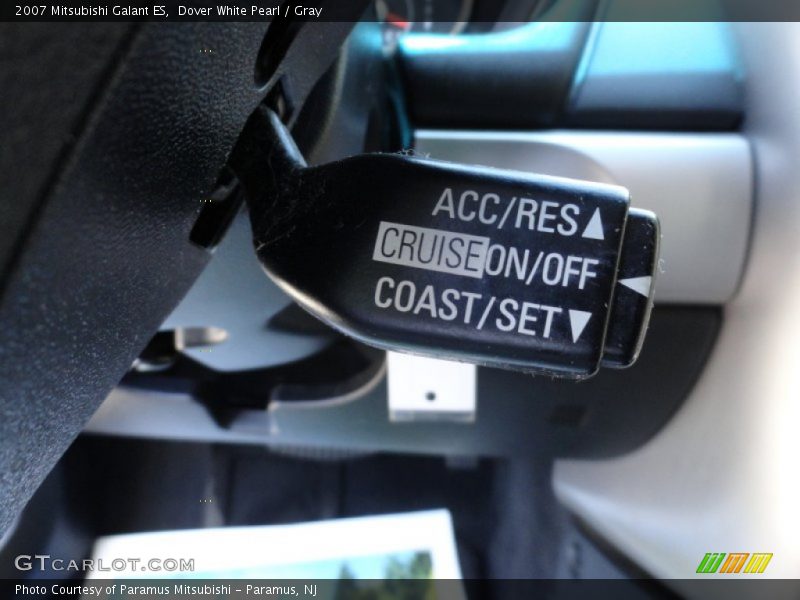 2007 Mitsubishi Galant ES,  Dover White Pearl / Gray
ACC/RES▲
CRUISE ON/OFF
COAST/SET▼
GTCARLOT.COM
Photo Courtesy of Paramus Mitsubishi - Paramus, NJ